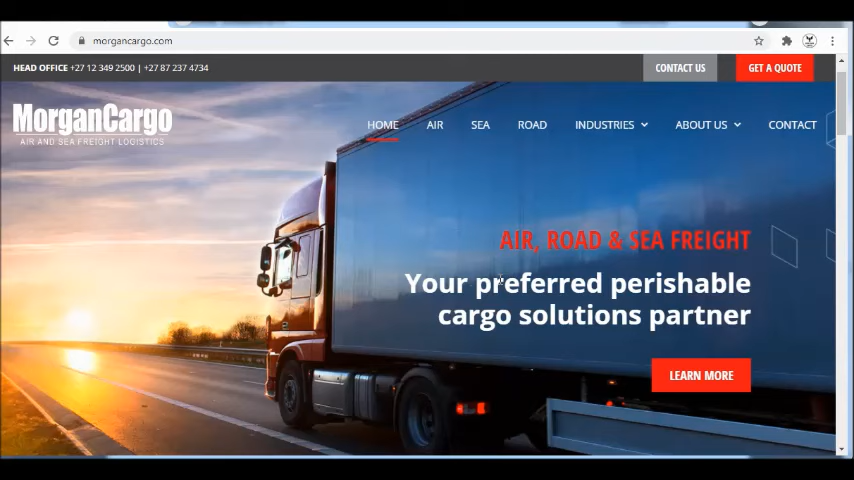 morgancargo.com
HEAD OFFICE +27 12 349 2500 | +27 87 237 4734
CONTACT US
GET A QUOTE
MorganCargo
AIR AND SEA FREIGHT LOGISTICS
HOME
AIR
SEA
ROAD
INDUSTRIES
ABOUT US
CONTACT
AIR, ROAD & SEA FREIGHT
Your preferred perishable
cargo solutions partner
LEARN MORE